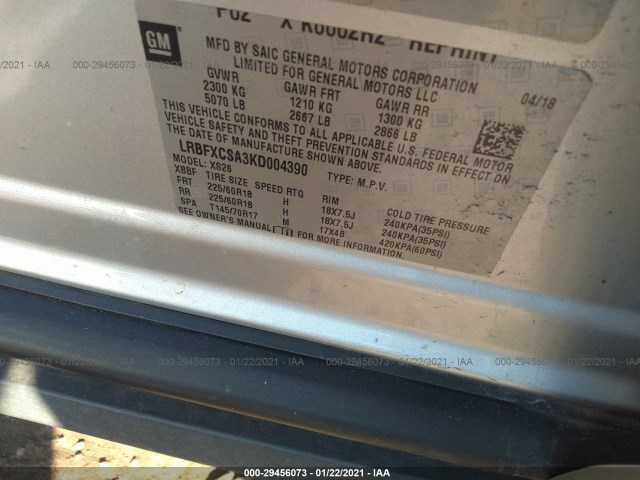 REPRINT
GM
MFD BY SAIC GENERAL MOTORS CORPORATION
LIMITED FOR GENERAL MOTORS LLC
04/18
GVWR GAWR FRT GAWR RR
2300 KG 1210 KG 1300 KG
5070 LB 2667 LB 2866 LB
THIS VEHICLE CONFORMS TO ALL APPLICABLE U.S. FEDERAL MOTOR
VEHICLE SAFETY AND THEFT PREVENTION STANDARDS IN EFFECT ON
THE DATE OF MANUFACTURE SHOWN ABOVE.
LRBFXCSA3KD004390 TYPE: M.P.V.
MODEL: XS26
XBBF TIRE SIZE SPEED RTG RIM COLD TIRE PRESSURE
FRT 225/60R18 H 18X7.5J 240KPA(35PSI)
RR 225/60R18 H 18X7.5J 240KPA(35PSI)
SPA T145/70R17 M 17X4B 420KPA(60PSI)
SEE OWNER'S MANUAL FOR MORE INFORMATION.
000-29456073 - 01/22/2021 - IAA